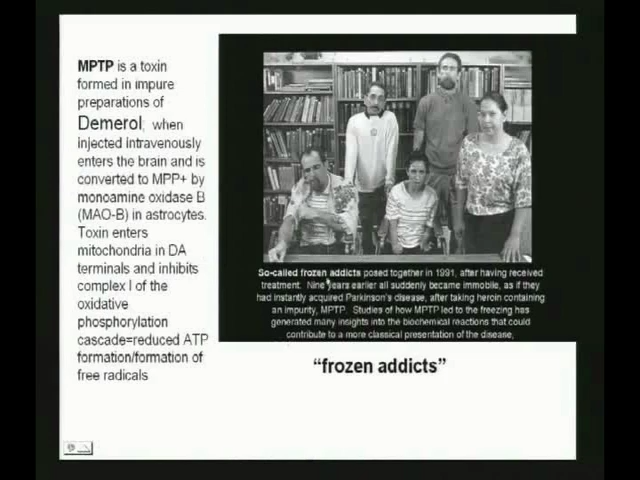 MPTP is a toxin
formed in impure
preparations of
Demerol; when
injected intravenously
enters the brain and is
converted to MPP+ by
monoamine oxidase B
(MAO-B) in astrocytes.
Toxin enters
mitochondria in DA
terminals and inhibits
complex I of the
oxidative
phosphorylation
cascade=reduced ATP
formation/formation of
free radicals
So-called frozen addicts posed together in 1991, after having received
treatment. Nine years earlier all suddenly became immobile, as if they
had instantly acquired Parkinson's disease, after taking heroin containing
an impurity, MPTP. Studies of how MPTP led to the freezing has
generated many insights into the biochemical reactions that could
contribute to a more classical presentation of the disease,
“frozen addicts”